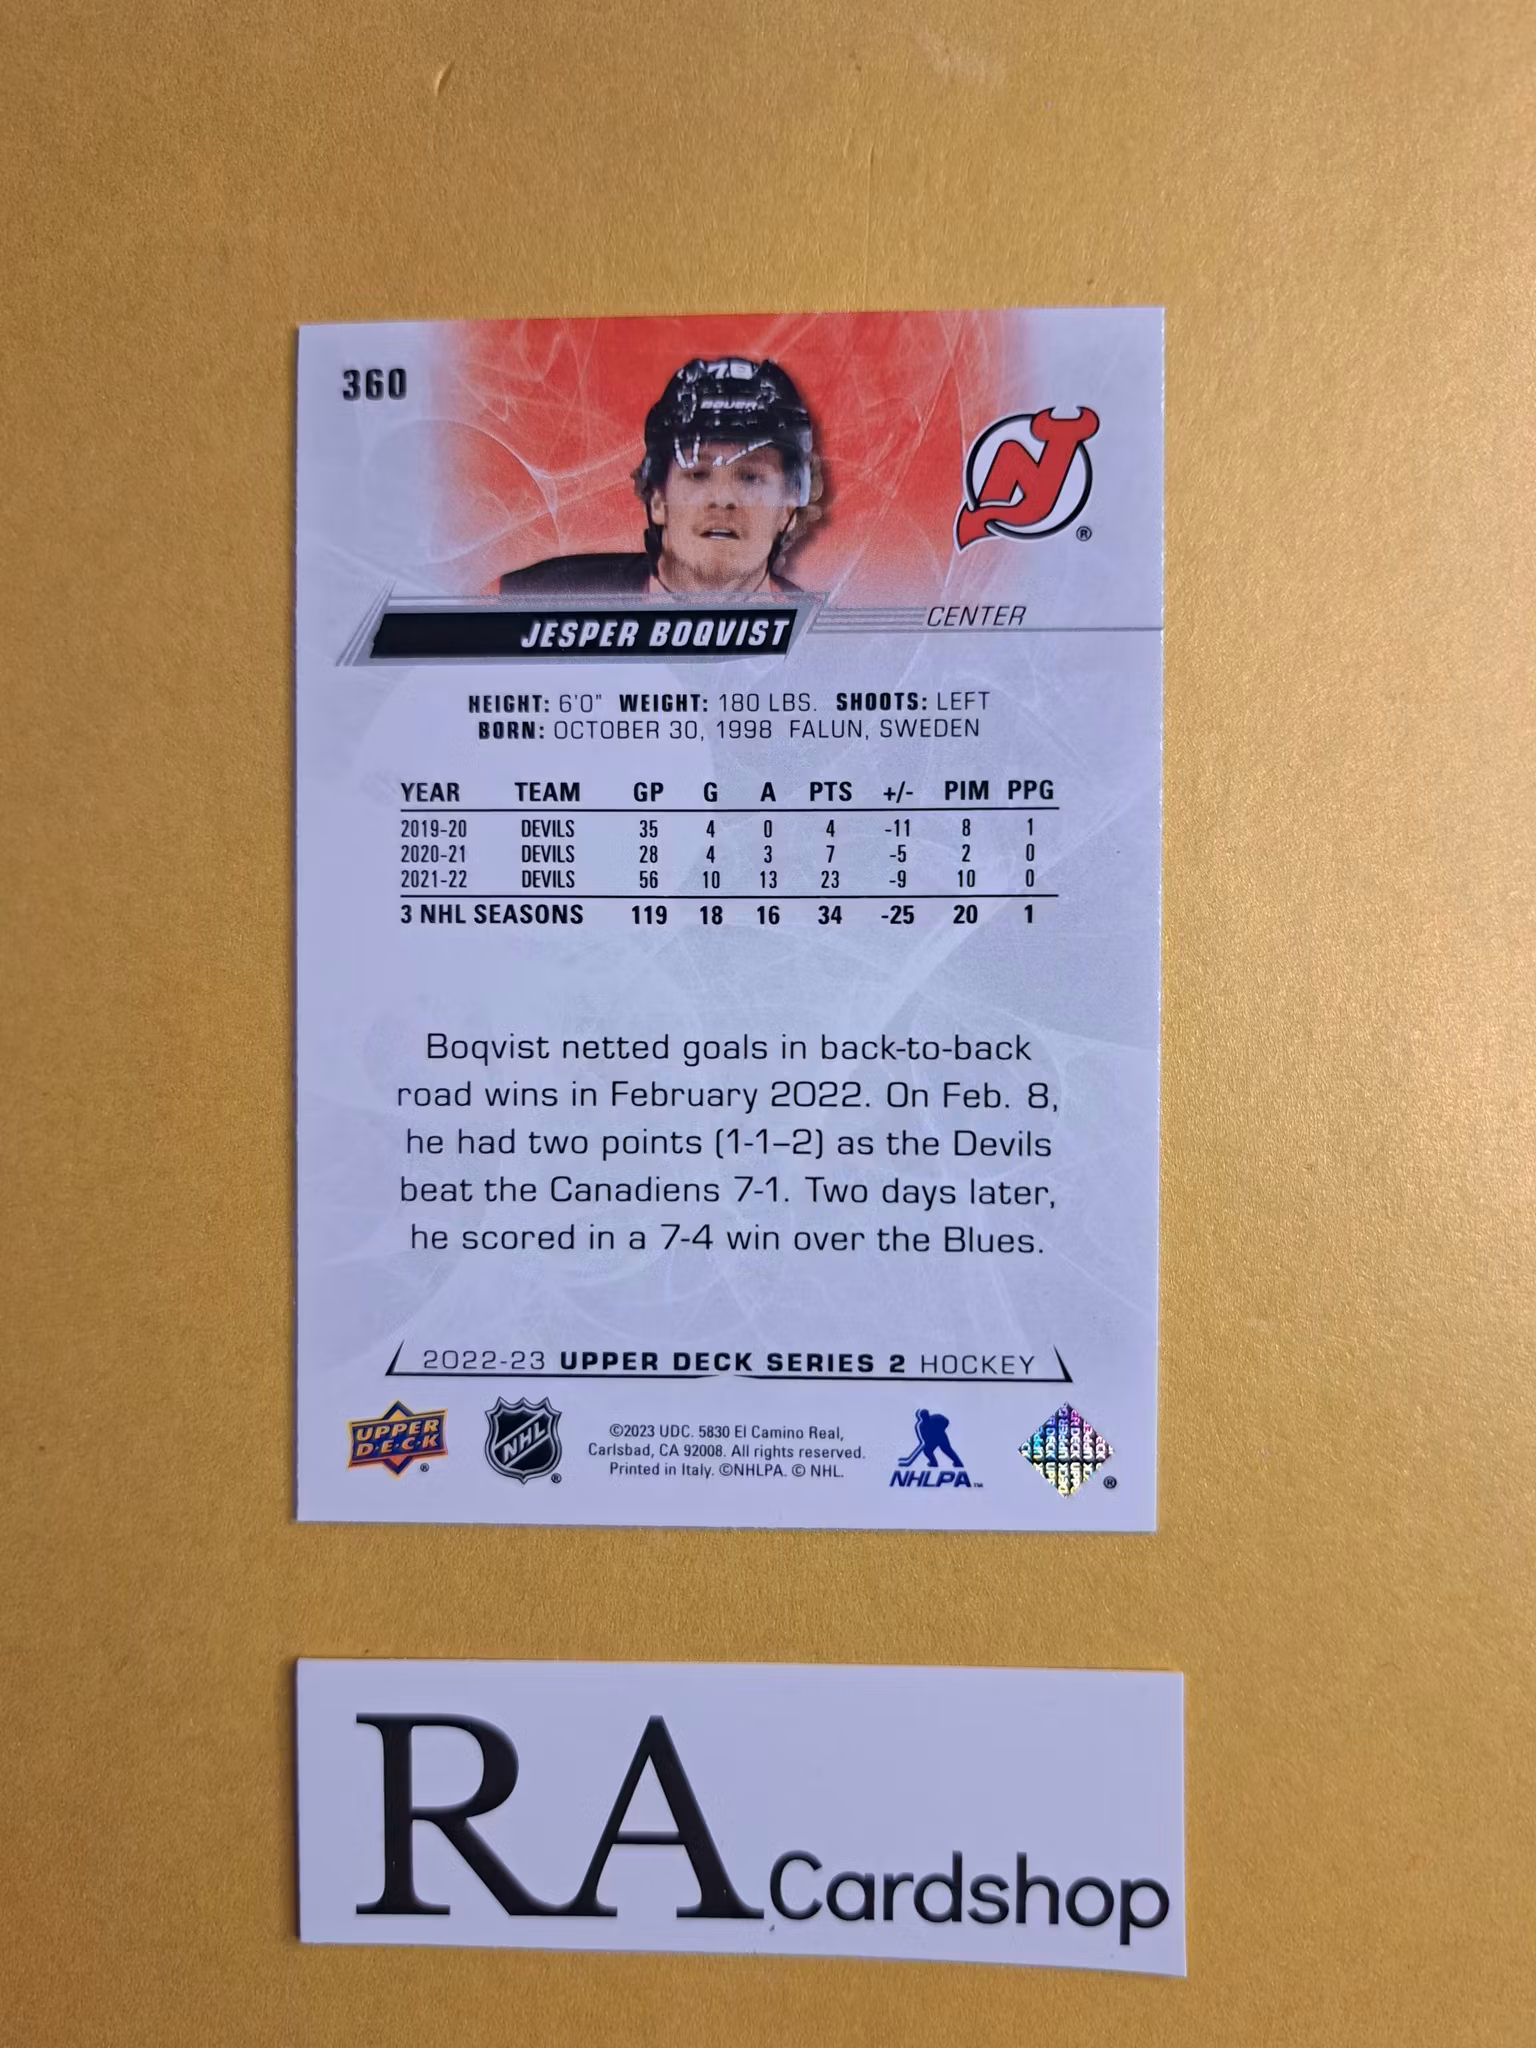 360
78
BAUER
NJ
®
JESPER BOQVIST
CENTER
HEIGHT: 6'0" WEIGHT: 180 LBS. SHOOTS: LEFT
BORN: OCTOBER 30, 1998 FALUN, SWEDEN
YEAR TEAM GP G A PTS +/- PIM PPG
2019-20 DEVILS 35 4 0 4 -11 8 1
2020-21 DEVILS 28 4 3 7 -5 2 0
2021-22 DEVILS 56 10 13 23 -9 10 0
3 NHL SEASONS 119 18 16 34 -25 20 1
Boqvist netted goals in back-to-back
road wins in February 2022. On Feb. 8,
he had two points (1-1–2) as the Devils
beat the Canadiens 7-1. Two days later,
he scored in a 7-4 win over the Blues.
2022-23 UPPER DECK SERIES 2 HOCKEY
UPPER
D·E·C·K
®
NHL
®
©2023 UDC. 5830 El Camino Real,
Carlsbad, CA 92008. All rights reserved.
Printed in Italy. ©NHLPA. © NHL.
NHLPA™
®
RA Cardshop